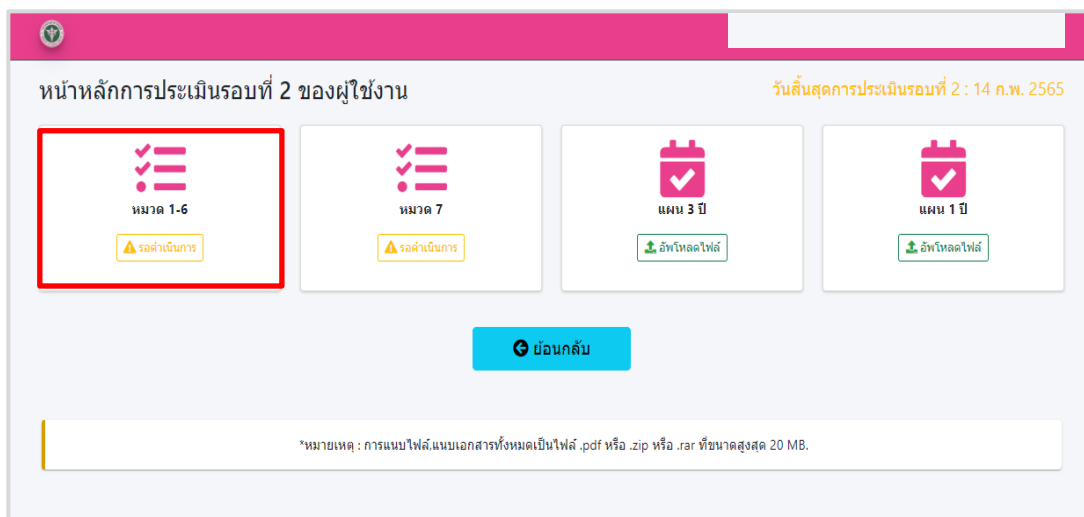 หน้าหลักการประเมินรอบที่ 2 ของผู้ใช้งาน
วันสิ้นสุดการประเมินรอบที่ 2 : 14 ก.พ. 2565
หมวด 1-6
รอดำเนินการ
หมวด 7
รอดำเนินการ
แผน 3 ปี
อัพโหลดไฟล์
แผน 1 ปี
อัพโหลดไฟล์
ย้อนกลับ
*หมายเหตุ : การแนบไฟล์,แนบเอกสารทั้งหมดเป็นไฟล์ .pdf หรือ .zip หรือ .rar ที่ขนาดสูงสุด 20 MB.